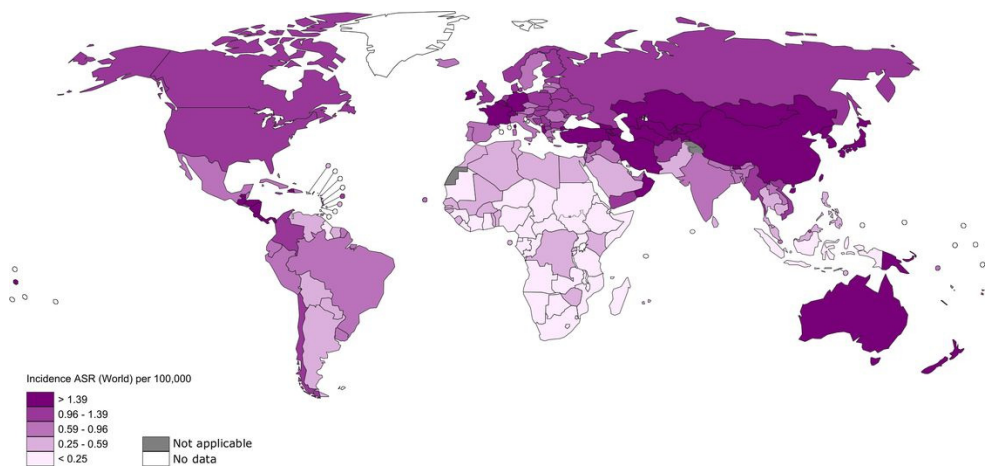 Incidence ASR (World) per 100,000
> 1.39
0.96 - 1.39
0.59 - 0.96
0.25 - 0.59
< 0.25
Not applicable
No data